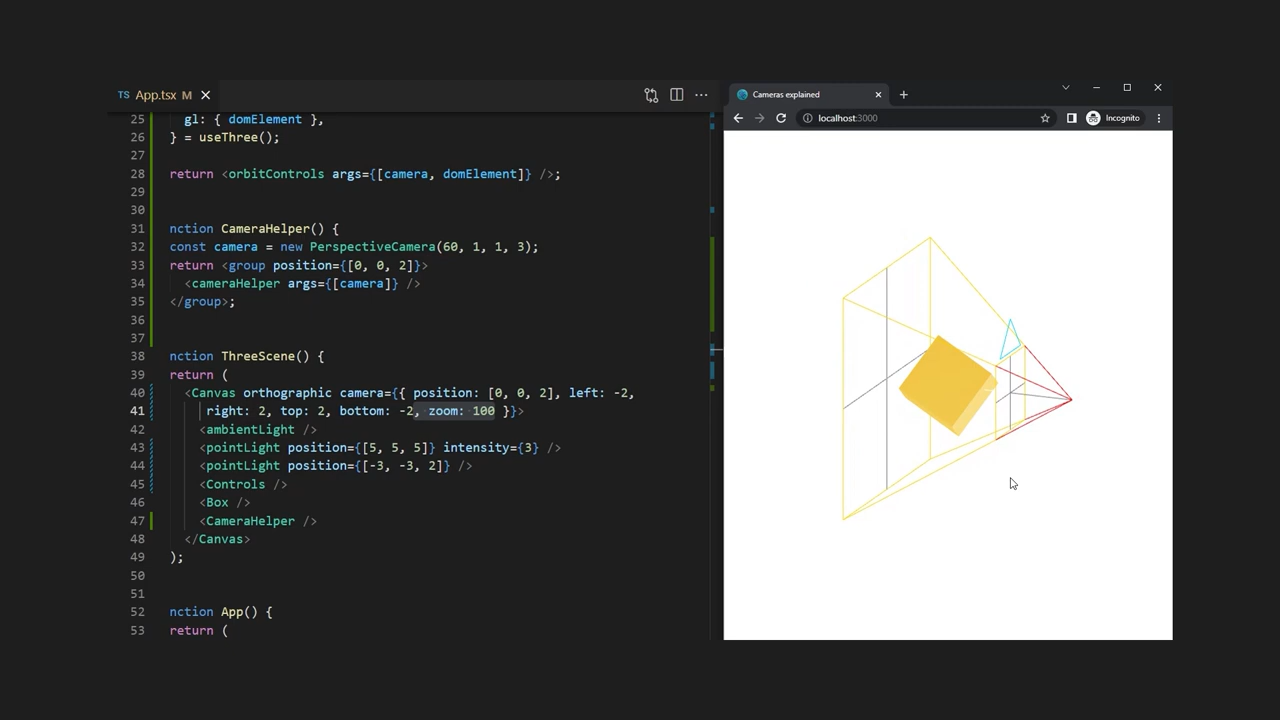 TS App.tsx M
25 gl: { domElement },
26 } = useThree();
27
28 return <orbitControls args={[camera, domElement]} />;
29
30
31 nction CameraHelper() {
32 const camera = new PerspectiveCamera(60, 1, 1, 3);
33 return <group position={[0, 0, 2]}>
34 <cameraHelper args={[camera]} />
35 </group>;
36
37
38 nction ThreeScene() {
39 return (
40 <Canvas orthographic camera={{ position: [0, 0, 2], left: -2,
41 right: 2, top: 2, bottom: -2, zoom: 100 }}>
42 <ambientLight />
43 <pointLight position={[5, 5, 5]} intensity={3} />
44 <pointLight position={[-3, -3, 2]} />
45 <Controls />
46 <Box />
47 <CameraHelper />
48 </Canvas>
49 );
50
51
52 nction App() {
53 return (
Cameras explained
localhost:3000
Incognito